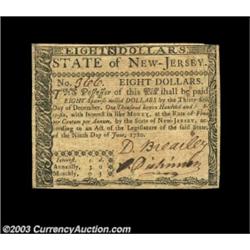 EIGHT DOLLARS.
STATE of NEW-JERSEY.
No. 9666. EIGHT DOLLARS.
THE Possessor of this Bill shall be paid
EIGHT Spanish milled DOLLARS by the Thirty-first
Day of December, One Thousand Seven Hundred and
with Interest in like MONEY, at the Rate of Five
per Centum per Annum, by the State of NEW-JERSEY, ac-
cording to an Act of the Legislature of the said State,
of the Ninth Day of June, 1780.
Interest.
Annually,
Monthly,
D Brearley
©2003 CurrencyAuction.com